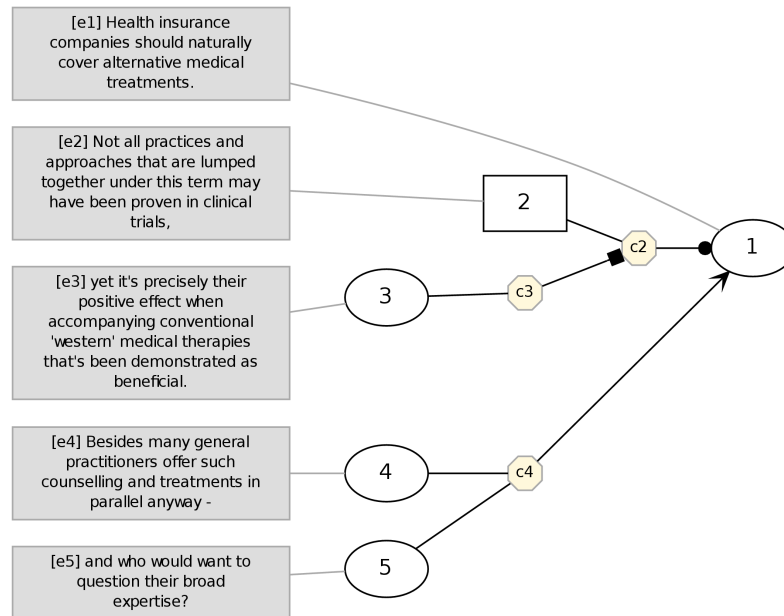 [e1] Health insurance
companies should naturally
cover alternative medical
treatments.
[e2] Not all practices and
approaches that are lumped
together under this term may
have been proven in clinical
trials,
2
c2
1
[e3] yet it's precisely their
positive effect when
accompanying conventional
'western' medical therapies
that's been demonstrated as
beneficial.
3
c3
[e4] Besides many general
practitioners offer such
counselling and treatments in
parallel anyway -
4
c4
[e5] and who would want to
question their broad
expertise?
5